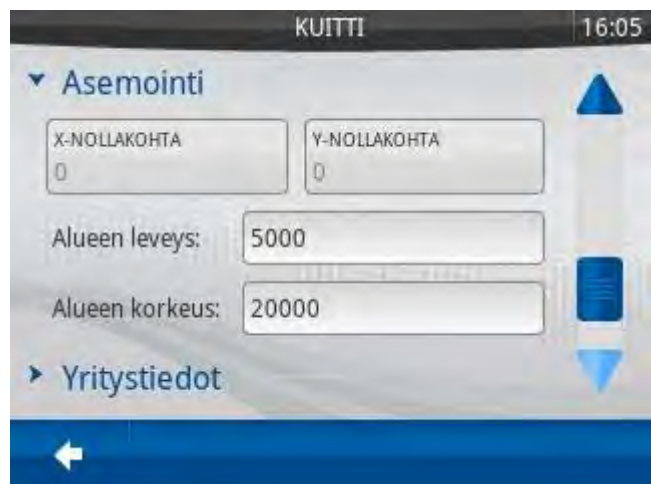 KUITTI 16:05
Asemointi
X-NOLLAKOHTA Y-NOLLAKOHTA
0 0
Alueen leveys: 5000
Alueen korkeus: 20000
Yritystiedot